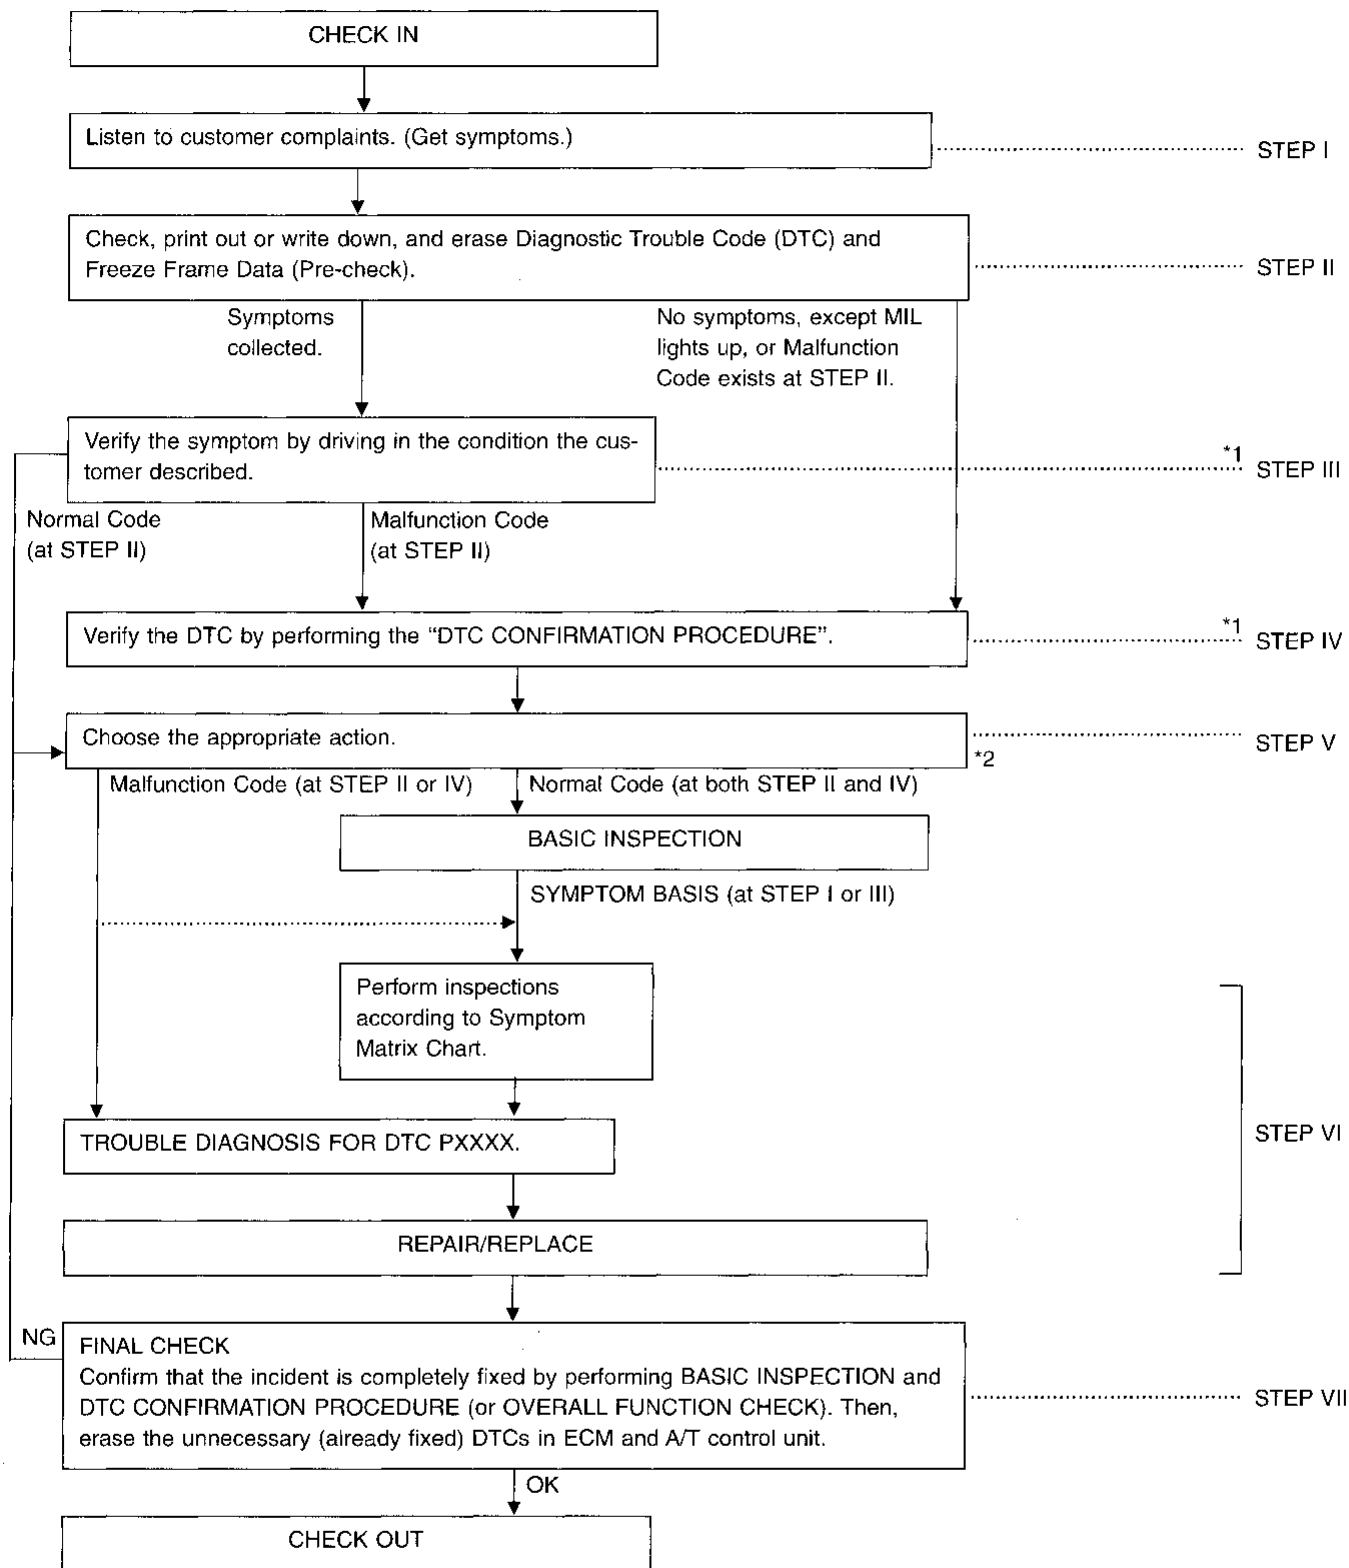 CHECK IN
Listen to customer complaints. (Get symptoms.)
STEP I
Check, print out or write down, and erase Diagnostic Trouble Code (DTC) and
Freeze Frame Data (Pre-check).
STEP II
Symptoms
collected.
No symptoms, except MIL
lights up, or Malfunction
Code exists at STEP II.
Verify the symptom by driving in the condition the cus-
tomer described.
*1
STEP III
Normal Code
(at STEP II)
Malfunction Code
(at STEP II)
Verify the DTC by performing the “DTC CONFIRMATION PROCEDURE”.
*1
STEP IV
Choose the appropriate action.
*2
STEP V
Malfunction Code (at STEP II or IV)
Normal Code (at both STEP II and IV)
BASIC INSPECTION
SYMPTOM BASIS (at STEP I or III)
Perform inspections
according to Symptom
Matrix Chart.
TROUBLE DIAGNOSIS FOR DTC PXXXX.
STEP VI
REPAIR/REPLACE
NG
FINAL CHECK
Confirm that the incident is completely fixed by performing BASIC INSPECTION and
DTC CONFIRMATION PROCEDURE (or OVERALL FUNCTION CHECK). Then,
erase the unnecessary (already fixed) DTCs in ECM and A/T control unit.
STEP VII
OK
CHECK OUT